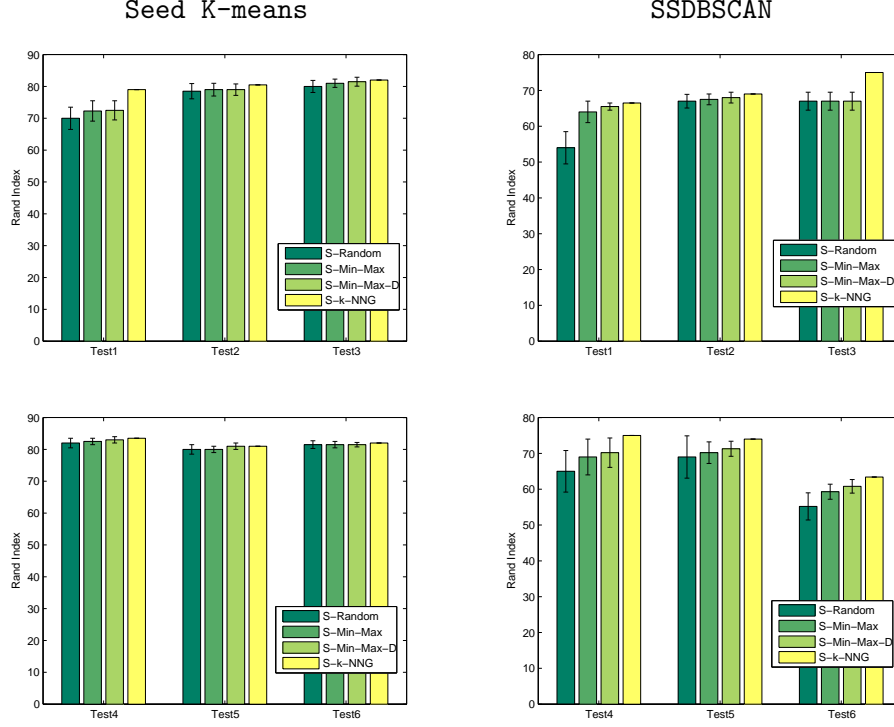 Seed K-means
SSDBSCAN
90
80
70
60
50
40
30
20
10
0
Rand Index
Test1 Test2 Test3
S-Random
S-Min-Max
S-Min-Max-D
S-k-NNG
80
70
60
50
40
30
20
10
0
Rand Index
Test1 Test2 Test3
S-Random
S-Min-Max
S-Min-Max-D
S-k-NNG
90
80
70
60
50
40
30
20
10
0
Rand Index
Test4 Test5 Test6
S-Random
S-Min-Max
S-Min-Max-D
S-k-NNG
80
70
60
50
40
30
20
10
0
Rand Index
Test4 Test5 Test6
S-Random
S-Min-Max
S-Min-Max-D
S-k-NNG